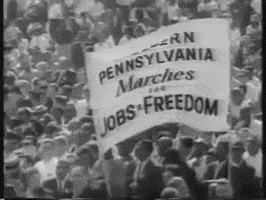 PENNSYLVANIA
Marches
FOR
JOBS & FREEDOM